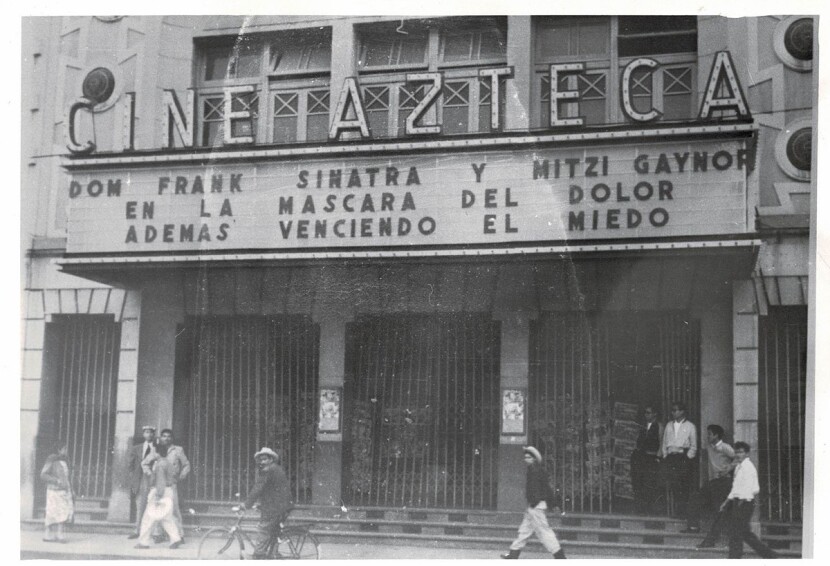 CINE AZTECA
DOM FRANK SINATRA Y MITZI GAYNOR
EN LA MASCARA DEL DOLOR
ADEMAS VENCIENDO EL MIEDO